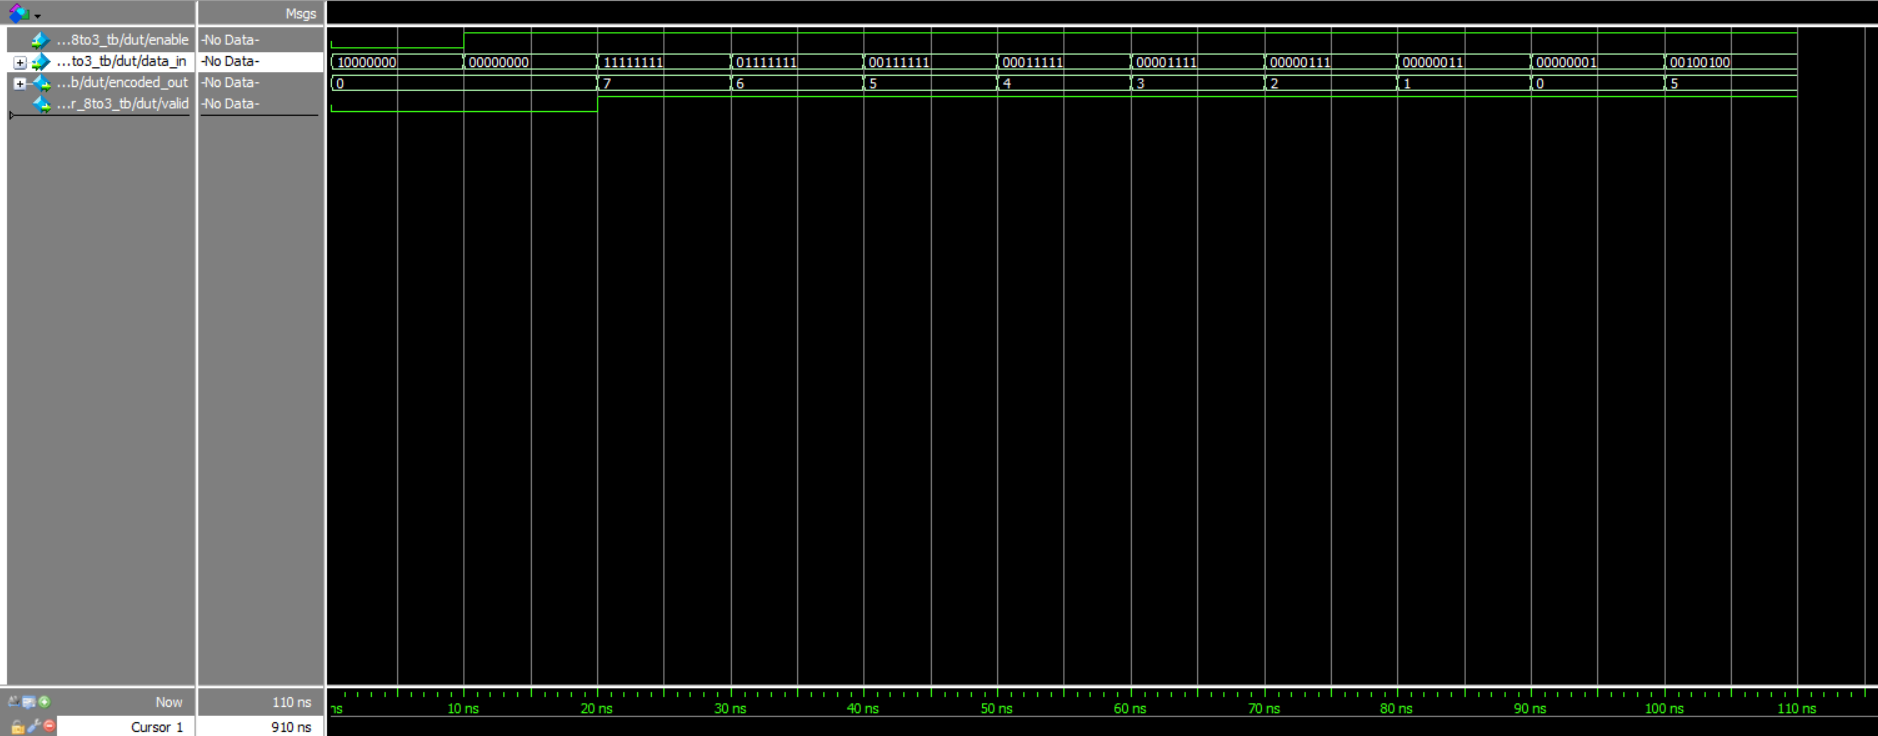 Msgs
...8to3_tb/dut/enable -No Data-
...to3_tb/dut/data_in -No Data- 10000000 00000000 11111111 01111111 00111111 00011111 00001111 00000111 00000011 00000001 00100100
...b/dut/encoded_out -No Data- 0 7 6 5 4 3 2 1 0 5
...r_8to3_tb/dut/valid -No Data-
Now 110 ns ns 10 ns 20 ns 30 ns 40 ns 50 ns 60 ns 70 ns 80 ns 90 ns 100 ns 110 ns
Cursor 1 910 ns